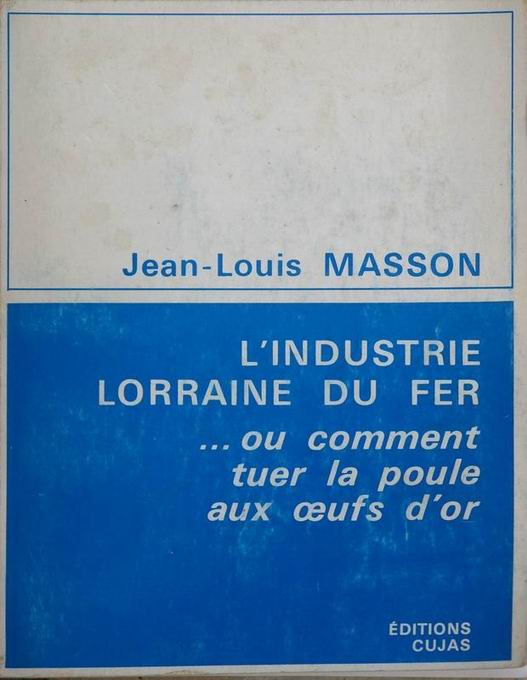 Jean-Louis MASSON
L'INDUSTRIE
LORRAINE DU FER
... ou comment
tuer la poule
aux œufs d'or
ÉDITIONS
CUJAS